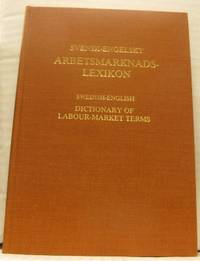 SVENSK-ENGELSKT
ARBETSMARKNADS-
LEXIKON
SWEDISH-ENGLISH
DICTIONARY OF
LABOUR-MARKET TERMS